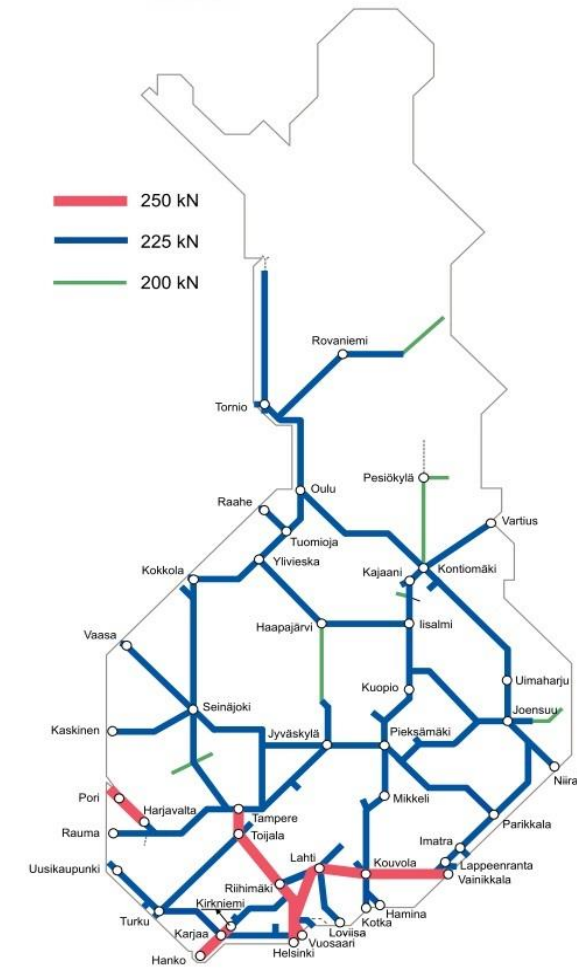 250 kN
225 kN
200 kN
Rovaniemi
Tornio
Pesiökylä
Oulu
Raahe
Vartius
Tuomioja
Ylivieska
Kontiomäki
Kajaani
Kokkola
Haapajärvi
Iisalmi
Vaasa
Uimaharju
Kuopio
Seinäjoki
Joensuu
Kaskinen
Jyväskylä
Pieksämäki
Niirala
Pori
Mikkeli
Harjavalta
Tampere
Parikkala
Rauma
Toijala
Imatra
Lahti
Kouvola
Lappeenranta
Uusikaupunki
Riihimäki
Vainikkala
Kirkniemi
Turku
Hamina
Karjaa
Kotka
Loviisa
Vuosaari
Helsinki
Hanko